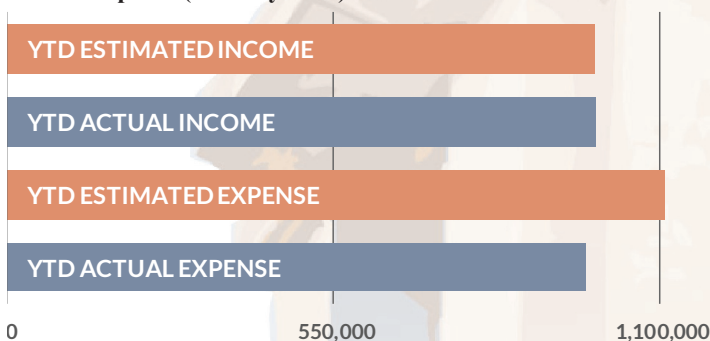 YTD ESTIMATED INCOME
YTD ACTUAL INCOME
YTD ESTIMATED EXPENSE
YTD ACTUAL EXPENSE
0 550,000 1,100,000